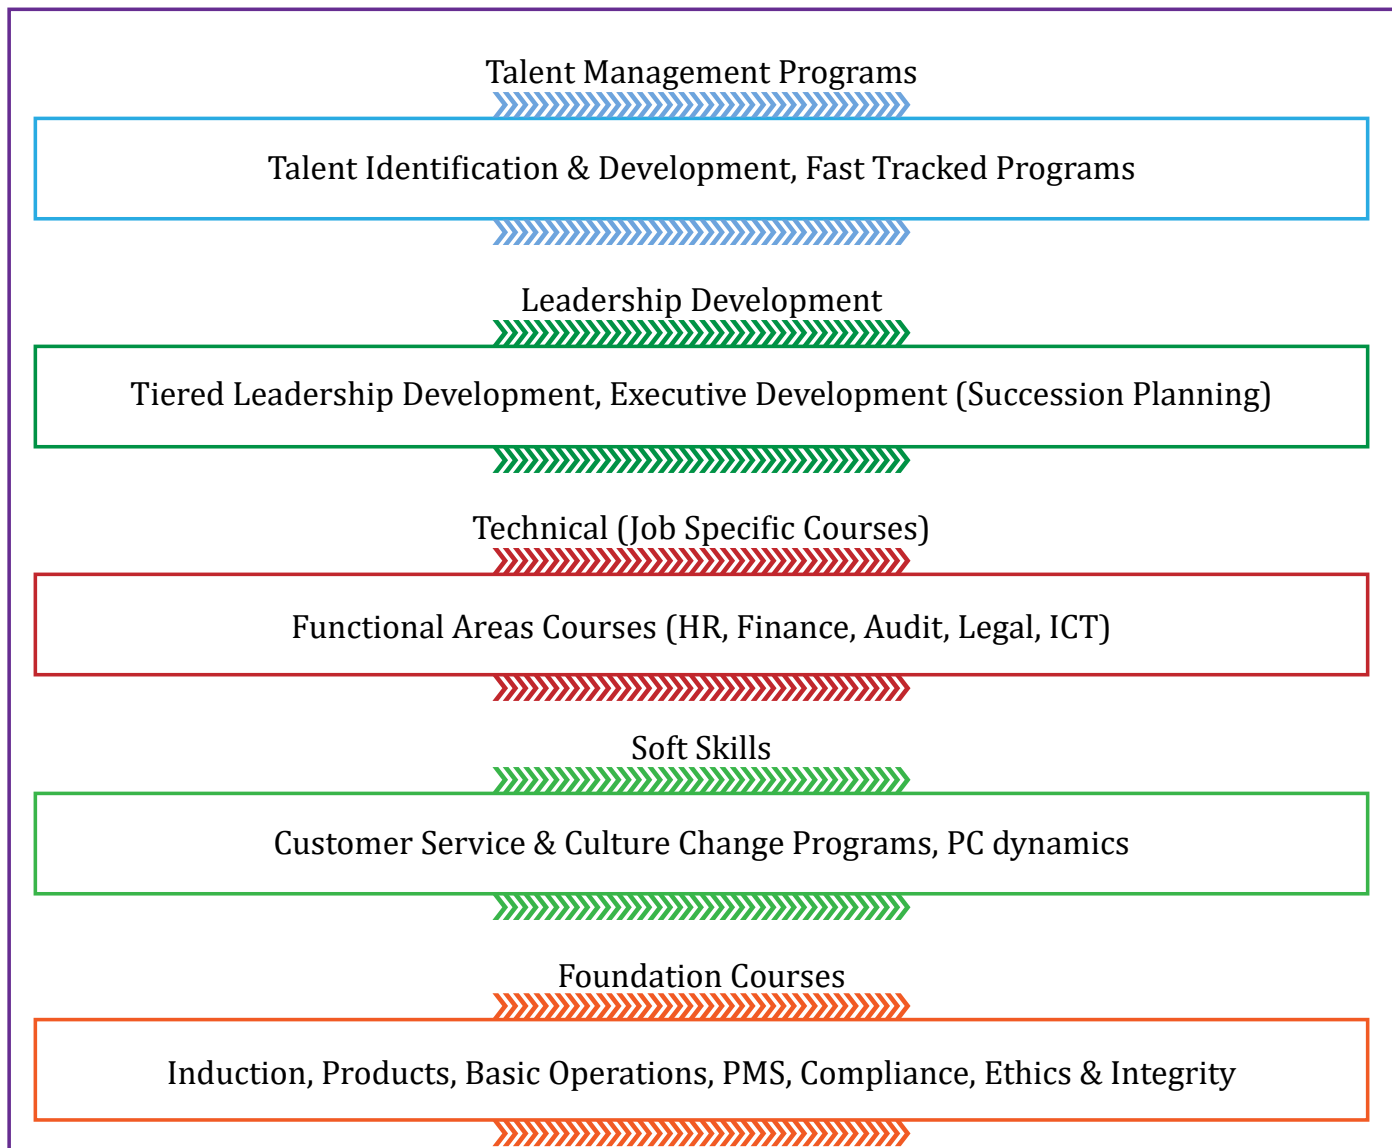 Talent Management Programs
Talent Identification & Development, Fast Tracked Programs
Leadership Development
Tiered Leadership Development, Executive Development (Succession Planning)
Technical (Job Specific Courses)
Functional Areas Courses (HR, Finance, Audit, Legal, ICT)
Soft Skills
Customer Service & Culture Change Programs, PC dynamics
Foundation Courses
Induction, Products, Basic Operations, PMS, Compliance, Ethics & Integrity